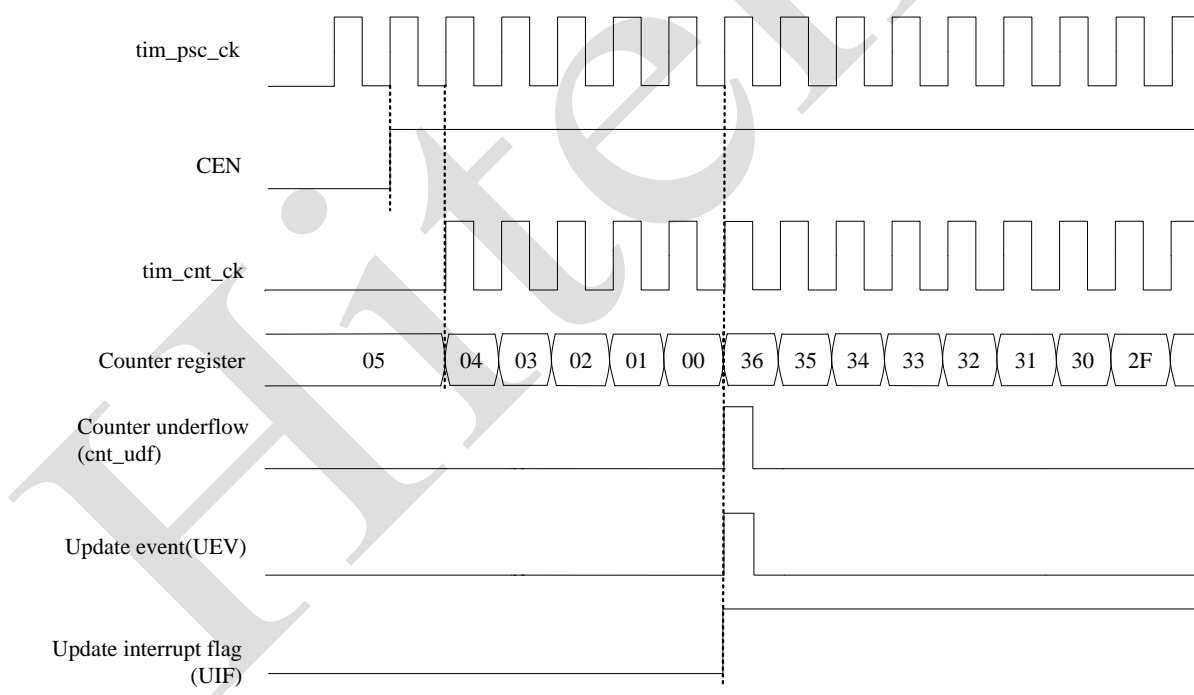 tim_psc_ck
CEN
tim_cnt_ck
Counter register 05 04 03 02 01 00 36 35 34 33 32 31 30 2F
Counter underflow
(cnt_udf)
Update event(UEV)
Update interrupt flag
(UIF)